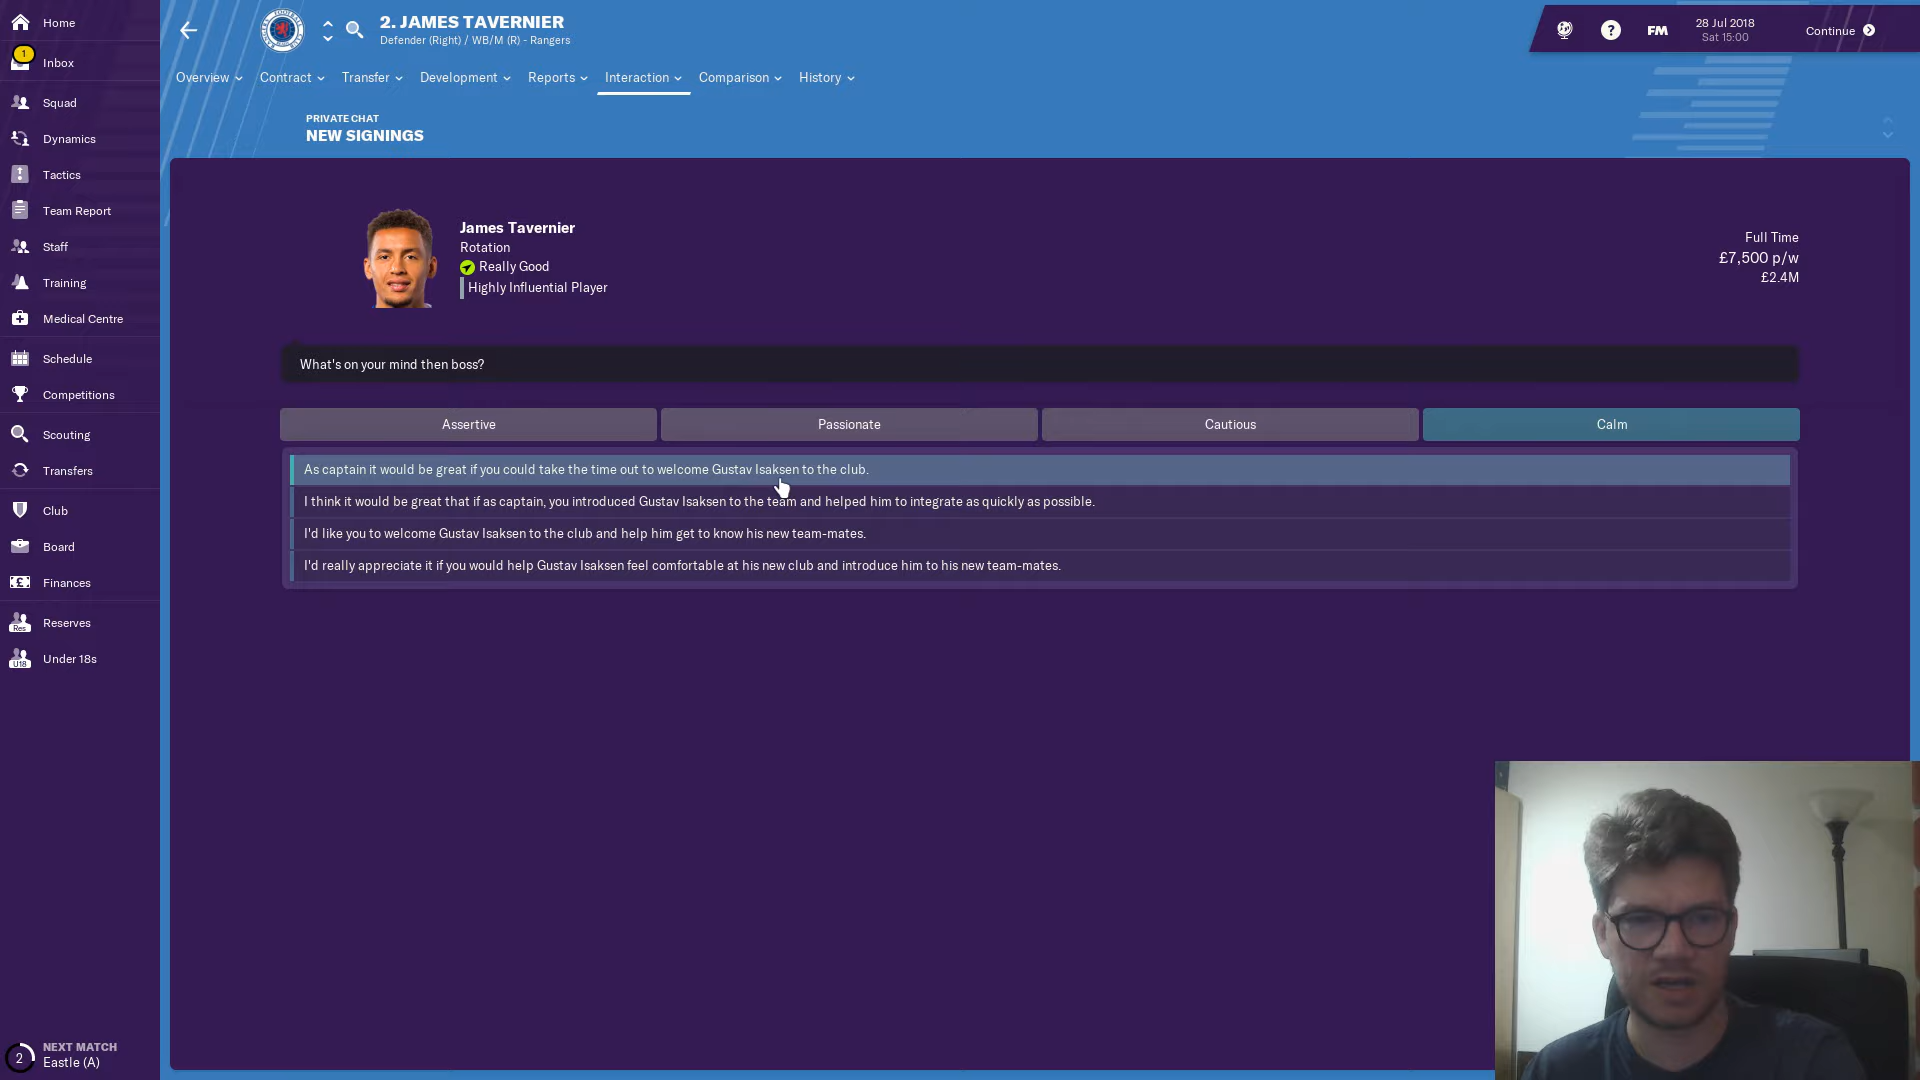 Home
1
Inbox
Squad
Dynamics
Tactics
Team Report
Staff
Training
Medical Centre
Schedule
Competitions
Scouting
Transfers
Club
Board
Finances
Res
Reserves
U18
Under 18s
2
NEXT MATCH
Eastle (A)
2. JAMES TAVERNIER
Defender (Right) / WB/M (R) - Rangers
?
FM
28 Jul 2018
Sat 15:00
Continue
Overview
Contract
Transfer
Development
Reports
Interaction
Comparison
History
PRIVATE CHAT
NEW SIGNINGS
James Tavernier
Rotation
Really Good
Highly Influential Player
Full Time
£7,500 p/w
£2.4M
What's on your mind then boss?
Assertive
Passionate
Cautious
Calm
As captain it would be great if you could take the time out to welcome Gustav Isaksen to the club.
I think it would be great that if as captain, you introduced Gustav Isaksen to the team and helped him to integrate as quickly as possible.
I'd like you to welcome Gustav Isaksen to the club and help him get to know his new team-mates.
I'd really appreciate it if you would help Gustav Isaksen feel comfortable at his new club and introduce him to his new team-mates.